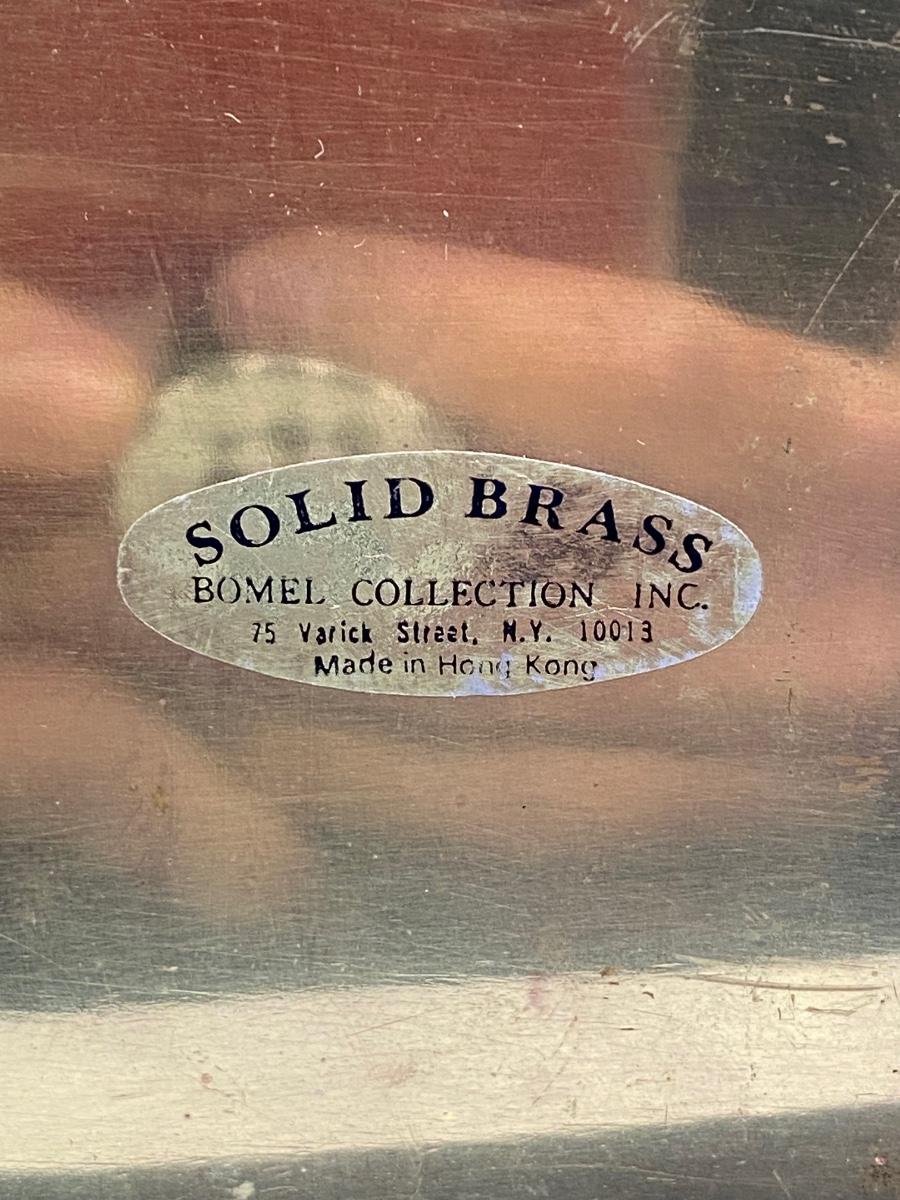 SOLID BRASS
BOMEL COLLECTION INC.
75 Varick Street, N.Y. 10013
Made in Hong Kong